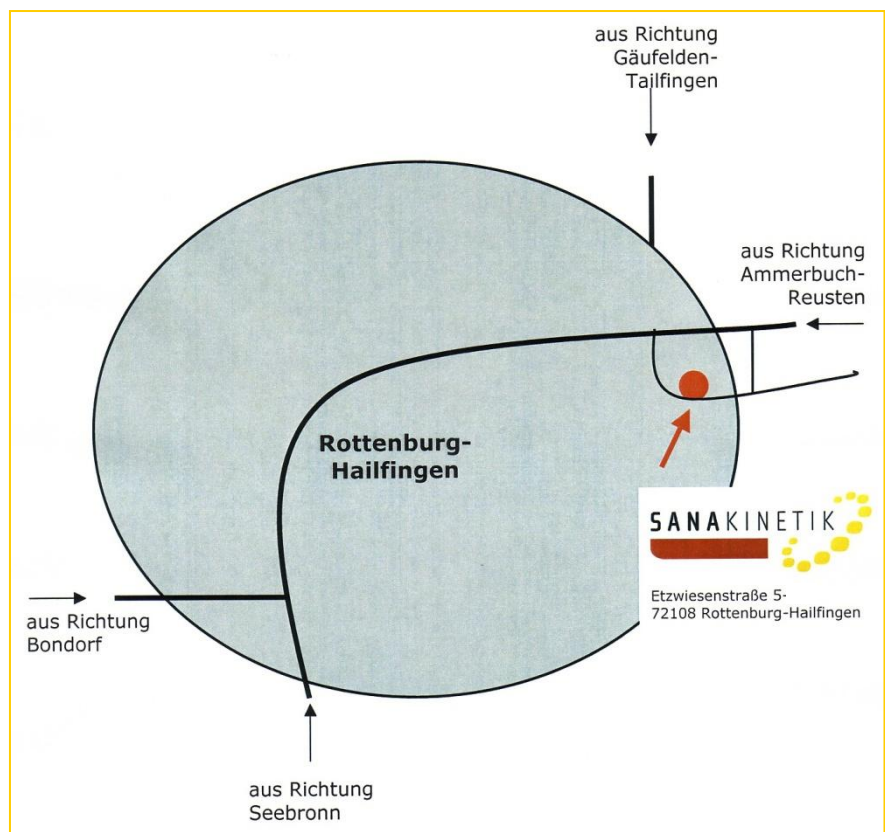 aus Richtung
Gäufelden-
Tailfingen
aus Richtung
Ammerbuch-
Reusten
Rottenburg-
Hailfingen
SANAKINETIK
Etzwiesenstraße 5-
72108 Rottenburg-Hailfingen
aus Richtung
Bondorf
aus Richtung
Seebronn